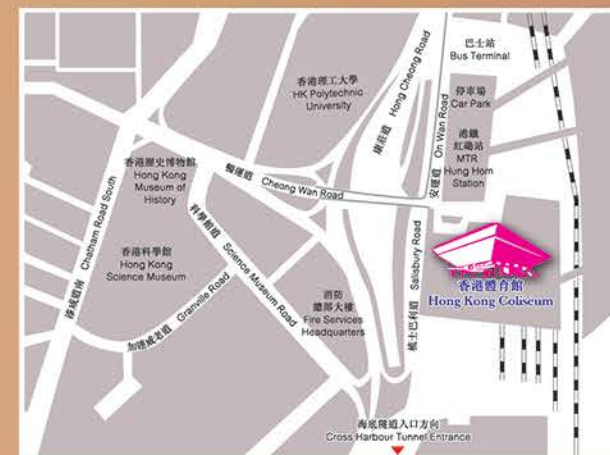 巴士站
Bus Terminal
香港理工大學
HK Polytechnic
University
康莊道 Hong Cheong Road
停車場
Car Park
安運道 On Wan Road
港鐵
紅磡站
MTR
Hung Hom
Station
香港歷史博物館
Hong Kong
Museum of
History
暢運道 Cheong Wan Road
漆咸道南 Chatham Road South
科學館道 Science Museum Road
香港科學館
Hong Kong
Science Museum
梳士巴利道 Salisbury Road
香港體育館
Hong Kong Coliseum
加連威老道 Granville Road
消防
總部大樓
Fire Services
Headquarters
海底隧道入口方向
Cross Harbour Tunnel Entrance